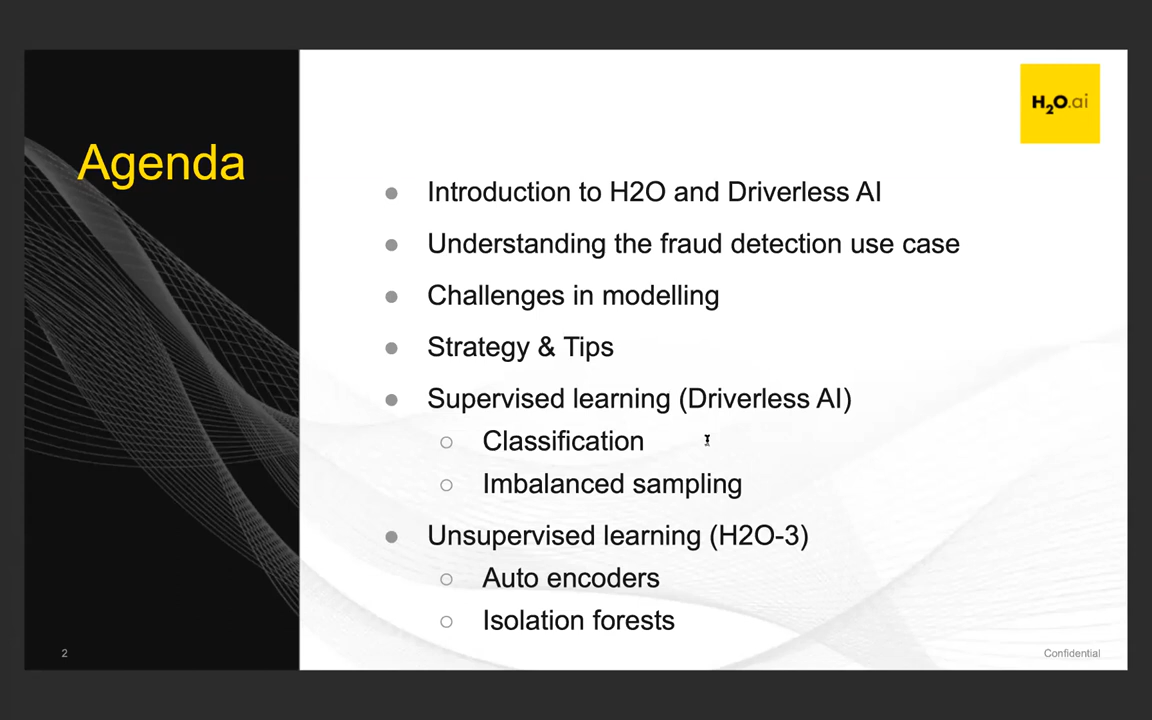 H2O.ai
Agenda
Introduction to H2O and Driverless AI
Understanding the fraud detection use case
Challenges in modelling
Strategy & Tips
Supervised learning (Driverless AI)
Classification
Imbalanced sampling
Unsupervised learning (H2O-3)
Auto encoders
Isolation forests
2
Confidential